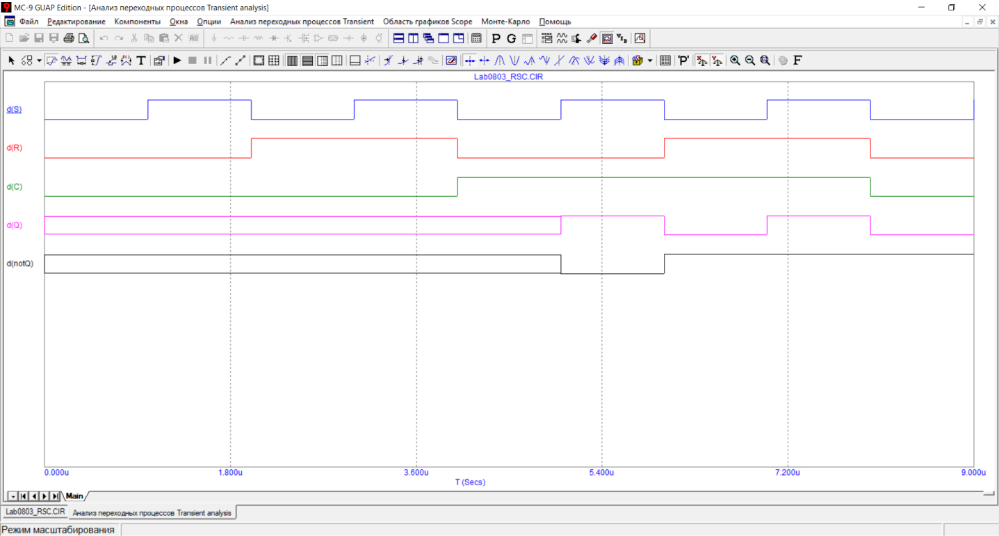 MC-9 GUAP Edition - [Анализ переходных процессов Transient analysis]
Файл Редактирование Компоненты Окна Опции Анализ переходных процессов Transient Область графиков Scope Монте-Карло Помощь
Lab0803_RSC.CIR
d(S)
d(R)
d(C)
d(Q)
d(notQ)
0.000u 1.800u 3.600u 5.400u 7.200u 9.000u
T (Secs)
Main
Lab0803_RSC.CIR Анализ переходных процессов Transient analysis
Режим масштабирования